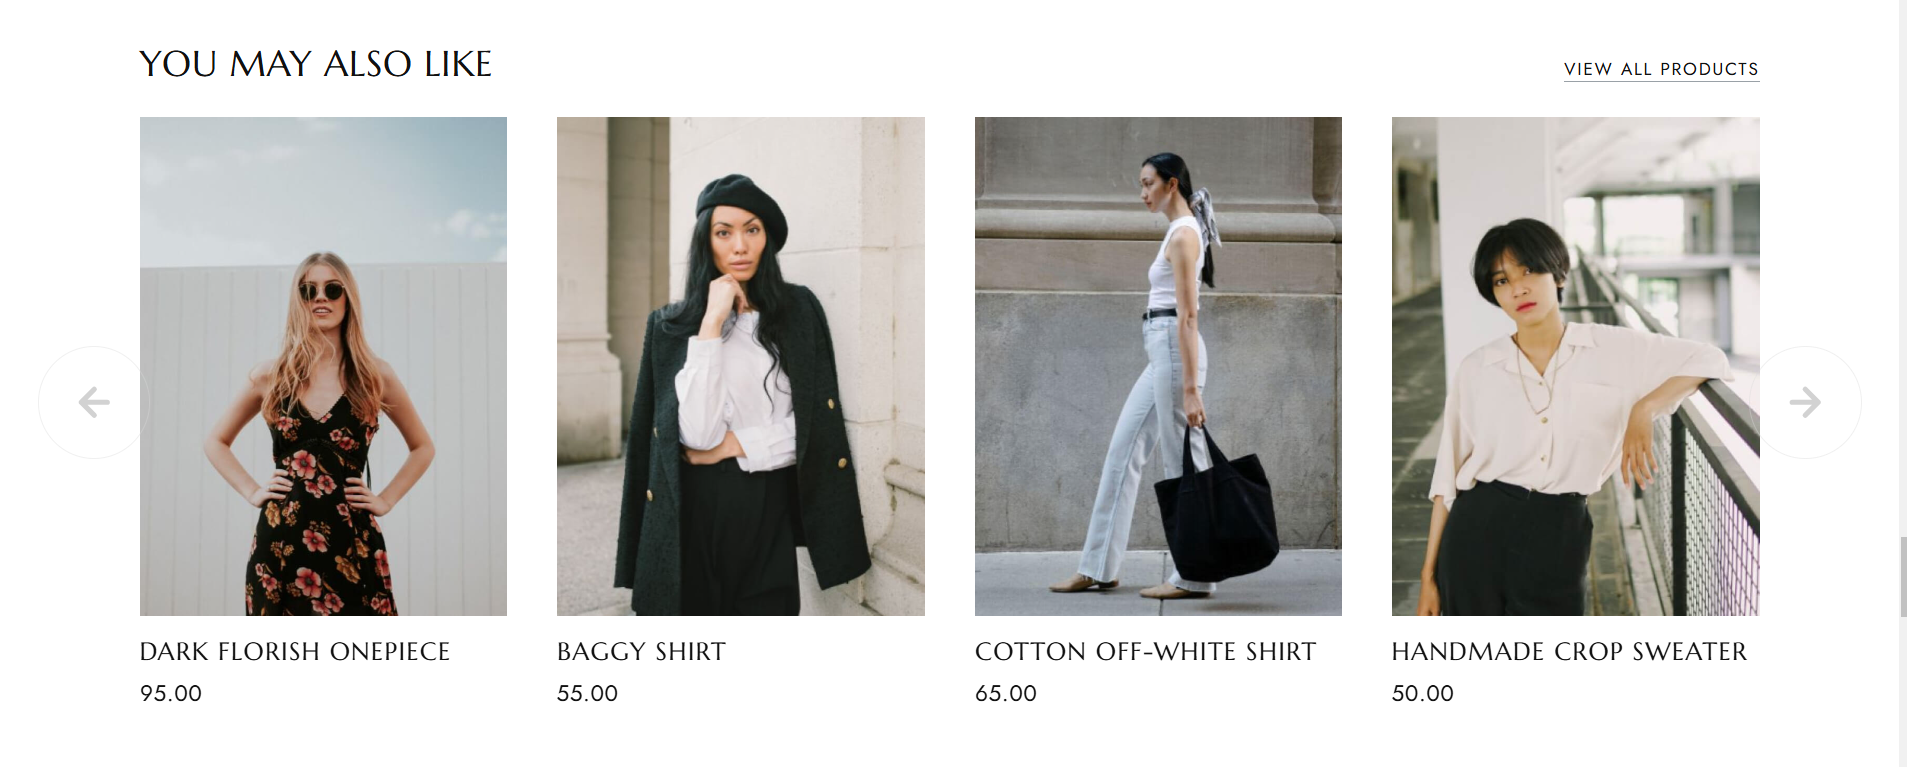 YOU MAY ALSO LIKE
VIEW ALL PRODUCTS
DARK FLORISH ONEPIECE
95.00
BAGGY SHIRT
55.00
COTTON OFF-WHITE SHIRT
65.00
HANDMADE CROP SWEATER
50.00